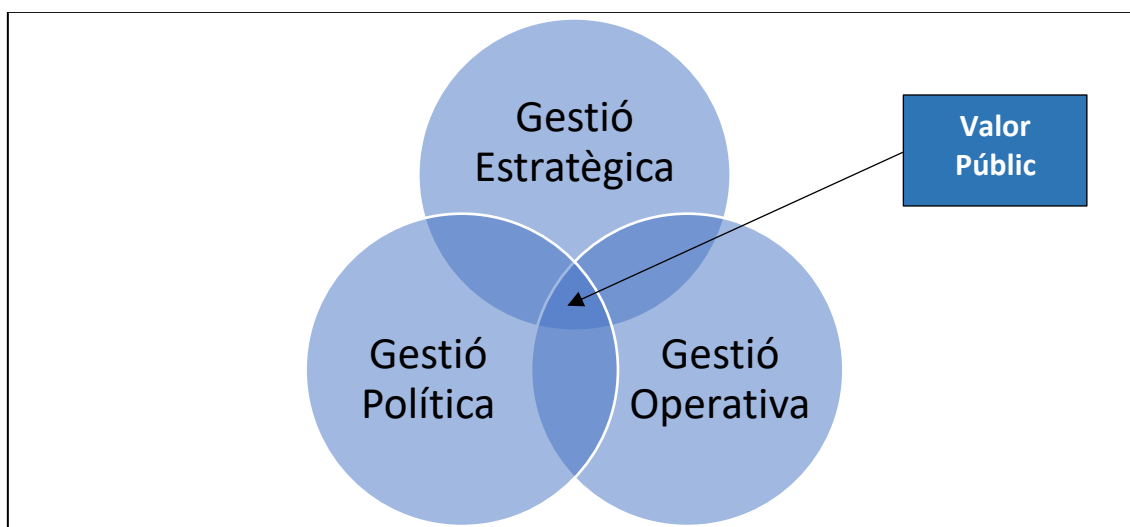 Gestió
Estratègica
Valor
Públic
Gestió
Política
Gestió
Operativa